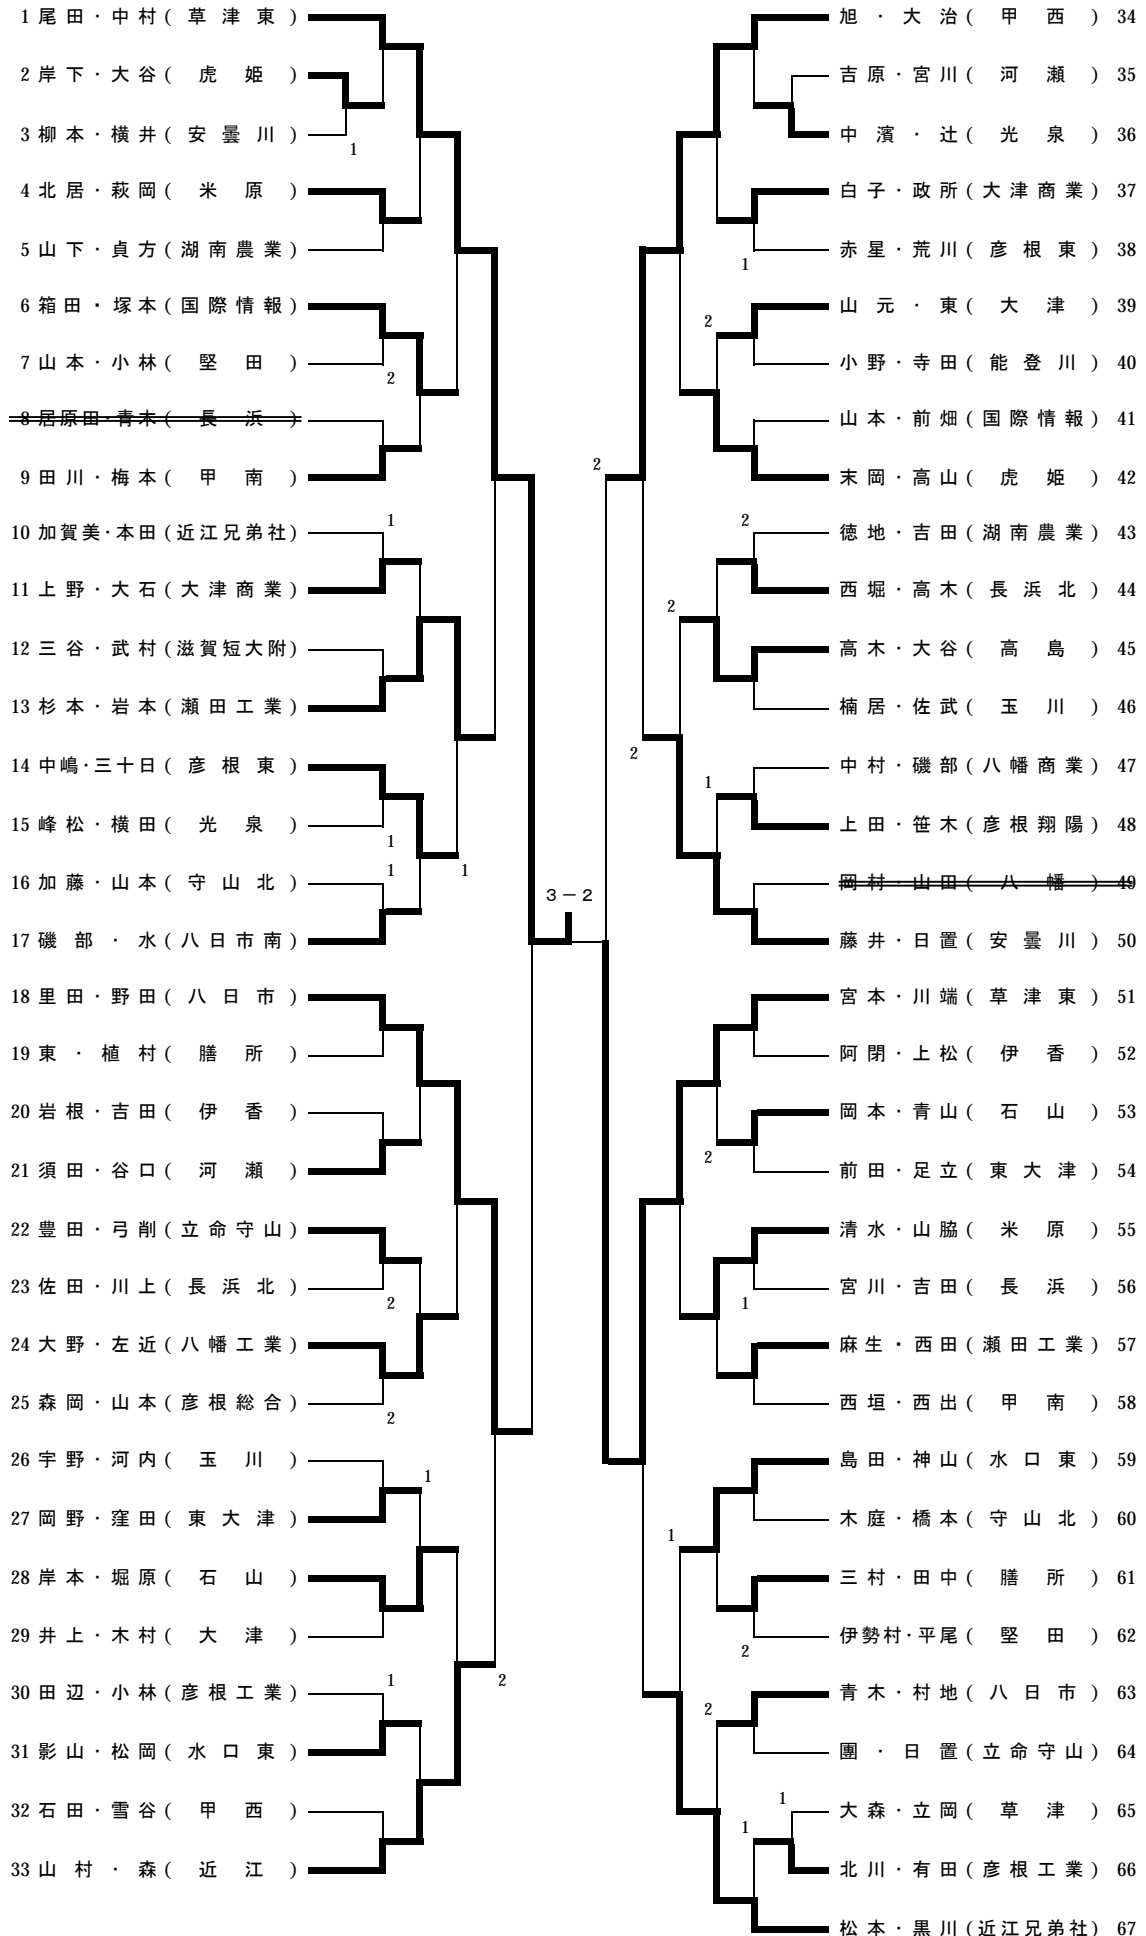 1 尾田・中村(草津東)
2 岸下・大谷(虎姫)
3 柳本・横井(安曇川)
1
4 北居・萩岡(米原)
5 山下・貞方(湖南農業)
6 箱田・塚本(国際情報)
7 山本・小林(堅田)
2
8 居原田・青木(長浜)
9 田川・梅本(甲南)
10 加賀美・本田(近江兄弟社)
1
11 上野・大石(大津商業)
12 三谷・武村(滋賀短大附)
13 杉本・岩本(瀬田工業)
14 中嶋・三十日(彦根東)
15 峰松・横田(光泉)
1
1
1
16 加藤・山本(守山北)
17 磯部・水(八日市南)
18 里田・野田(八日市)
19 東・植村(膳所)
20 岩根・吉田(伊香)
21 須田・谷口(河瀬)
22 豊田・弓削(立命守山)
23 佐田・川上(長浜北)
2
24 大野・左近(八幡工業)
25 森岡・山本(彦根総合)
2
26 宇野・河内(玉川)
1
27 岡野・窪田(東大津)
28 岸本・堀原(石山)
29 井上・木村(大津)
1
2
30 田辺・小林(彦根工業)
31 影山・松岡(水口東)
32 石田・雪谷(甲西)
33 山村・森(近江)
3－2
旭・大治(甲西) 34
吉原・宮川(河瀬) 35
中濱・辻(光泉) 36
白子・政所(大津商業) 37
赤星・荒川(彦根東) 38
1
山元・東(大津) 39
2
小野・寺田(能登川) 40
山本・前畑(国際情報) 41
2
末岡・高山(虎姫) 42
2
徳地・吉田(湖南農業) 43
西堀・高木(長浜北) 44
2
高木・大谷(高島) 45
楠居・佐武(玉川) 46
2
中村・磯部(八幡商業) 47
1
上田・笹木(彦根翔陽) 48
岡村・山田(八幡) 49
藤井・日置(安曇川) 50
宮本・川端(草津東) 51
阿閉・上松(伊香) 52
岡本・青山(石山) 53
2
前田・足立(東大津) 54
清水・山脇(米原) 55
宮川・吉田(長浜) 56
1
麻生・西田(瀬田工業) 57
西垣・西出(甲南) 58
島田・神山(水口東) 59
木庭・橋本(守山北) 60
1
三村・田中(膳所) 61
伊勢村・平尾(堅田) 62
2
青木・村地(八日市) 63
2
團・日置(立命守山) 64
1
大森・立岡(草津) 65
1
北川・有田(彦根工業) 66
松本・黒川(近江兄弟社) 67